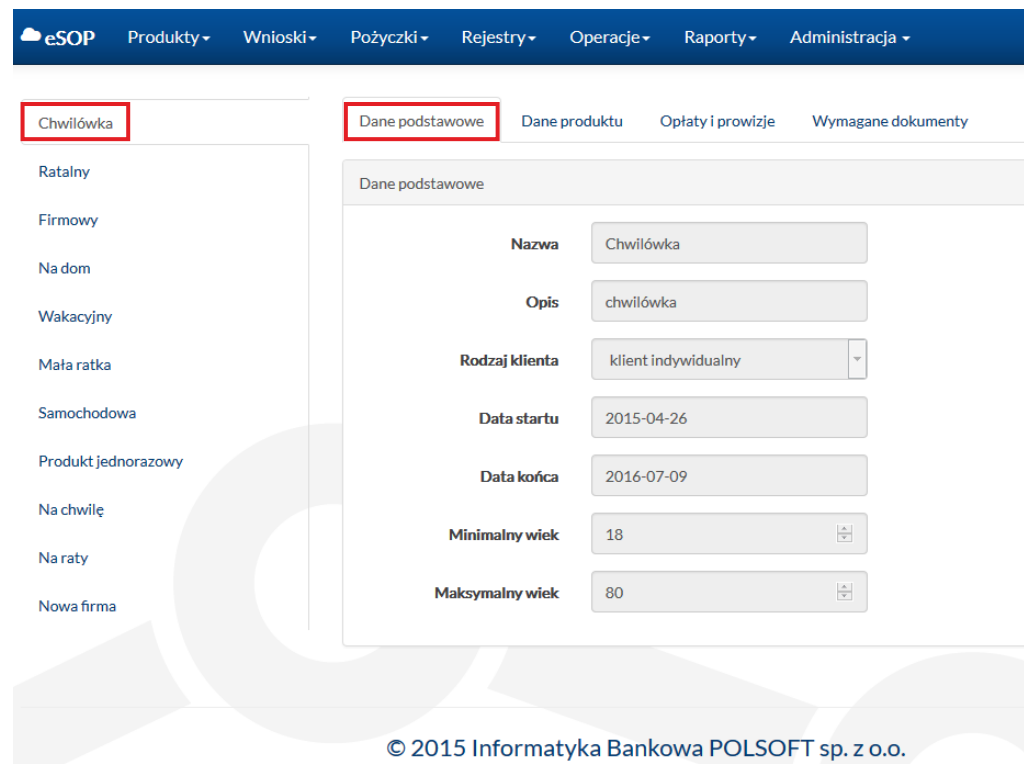 eSOP Produkty Wnioski Pożyczki Rejestry Operacje Raporty Administracja
Chwilówka
Ratalny
Firmowy
Na dom
Wakacyjny
Mała ratka
Samochodowa
Produkt jednorazowy
Na chwilę
Na raty
Nowa firma
Dane podstawowe Dane produktu Opłaty i prowizje Wymagane dokumenty
Dane podstawowe
Nazwa Chwilówka
Opis chwilówka
Rodzaj klienta klient indywidualny
Data startu 2015-04-26
Data końca 2016-07-09
Minimalny wiek 18
Maksymalny wiek 80
© 2015 Informatyka Bankowa POLSOFT sp. z o.o.